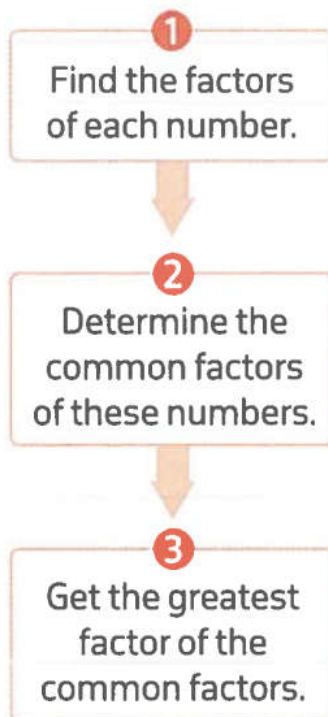 1
Find the factors
of each number.
2
Determine the
common factors
of these numbers.
3
Get the greatest
factor of the
common factors.